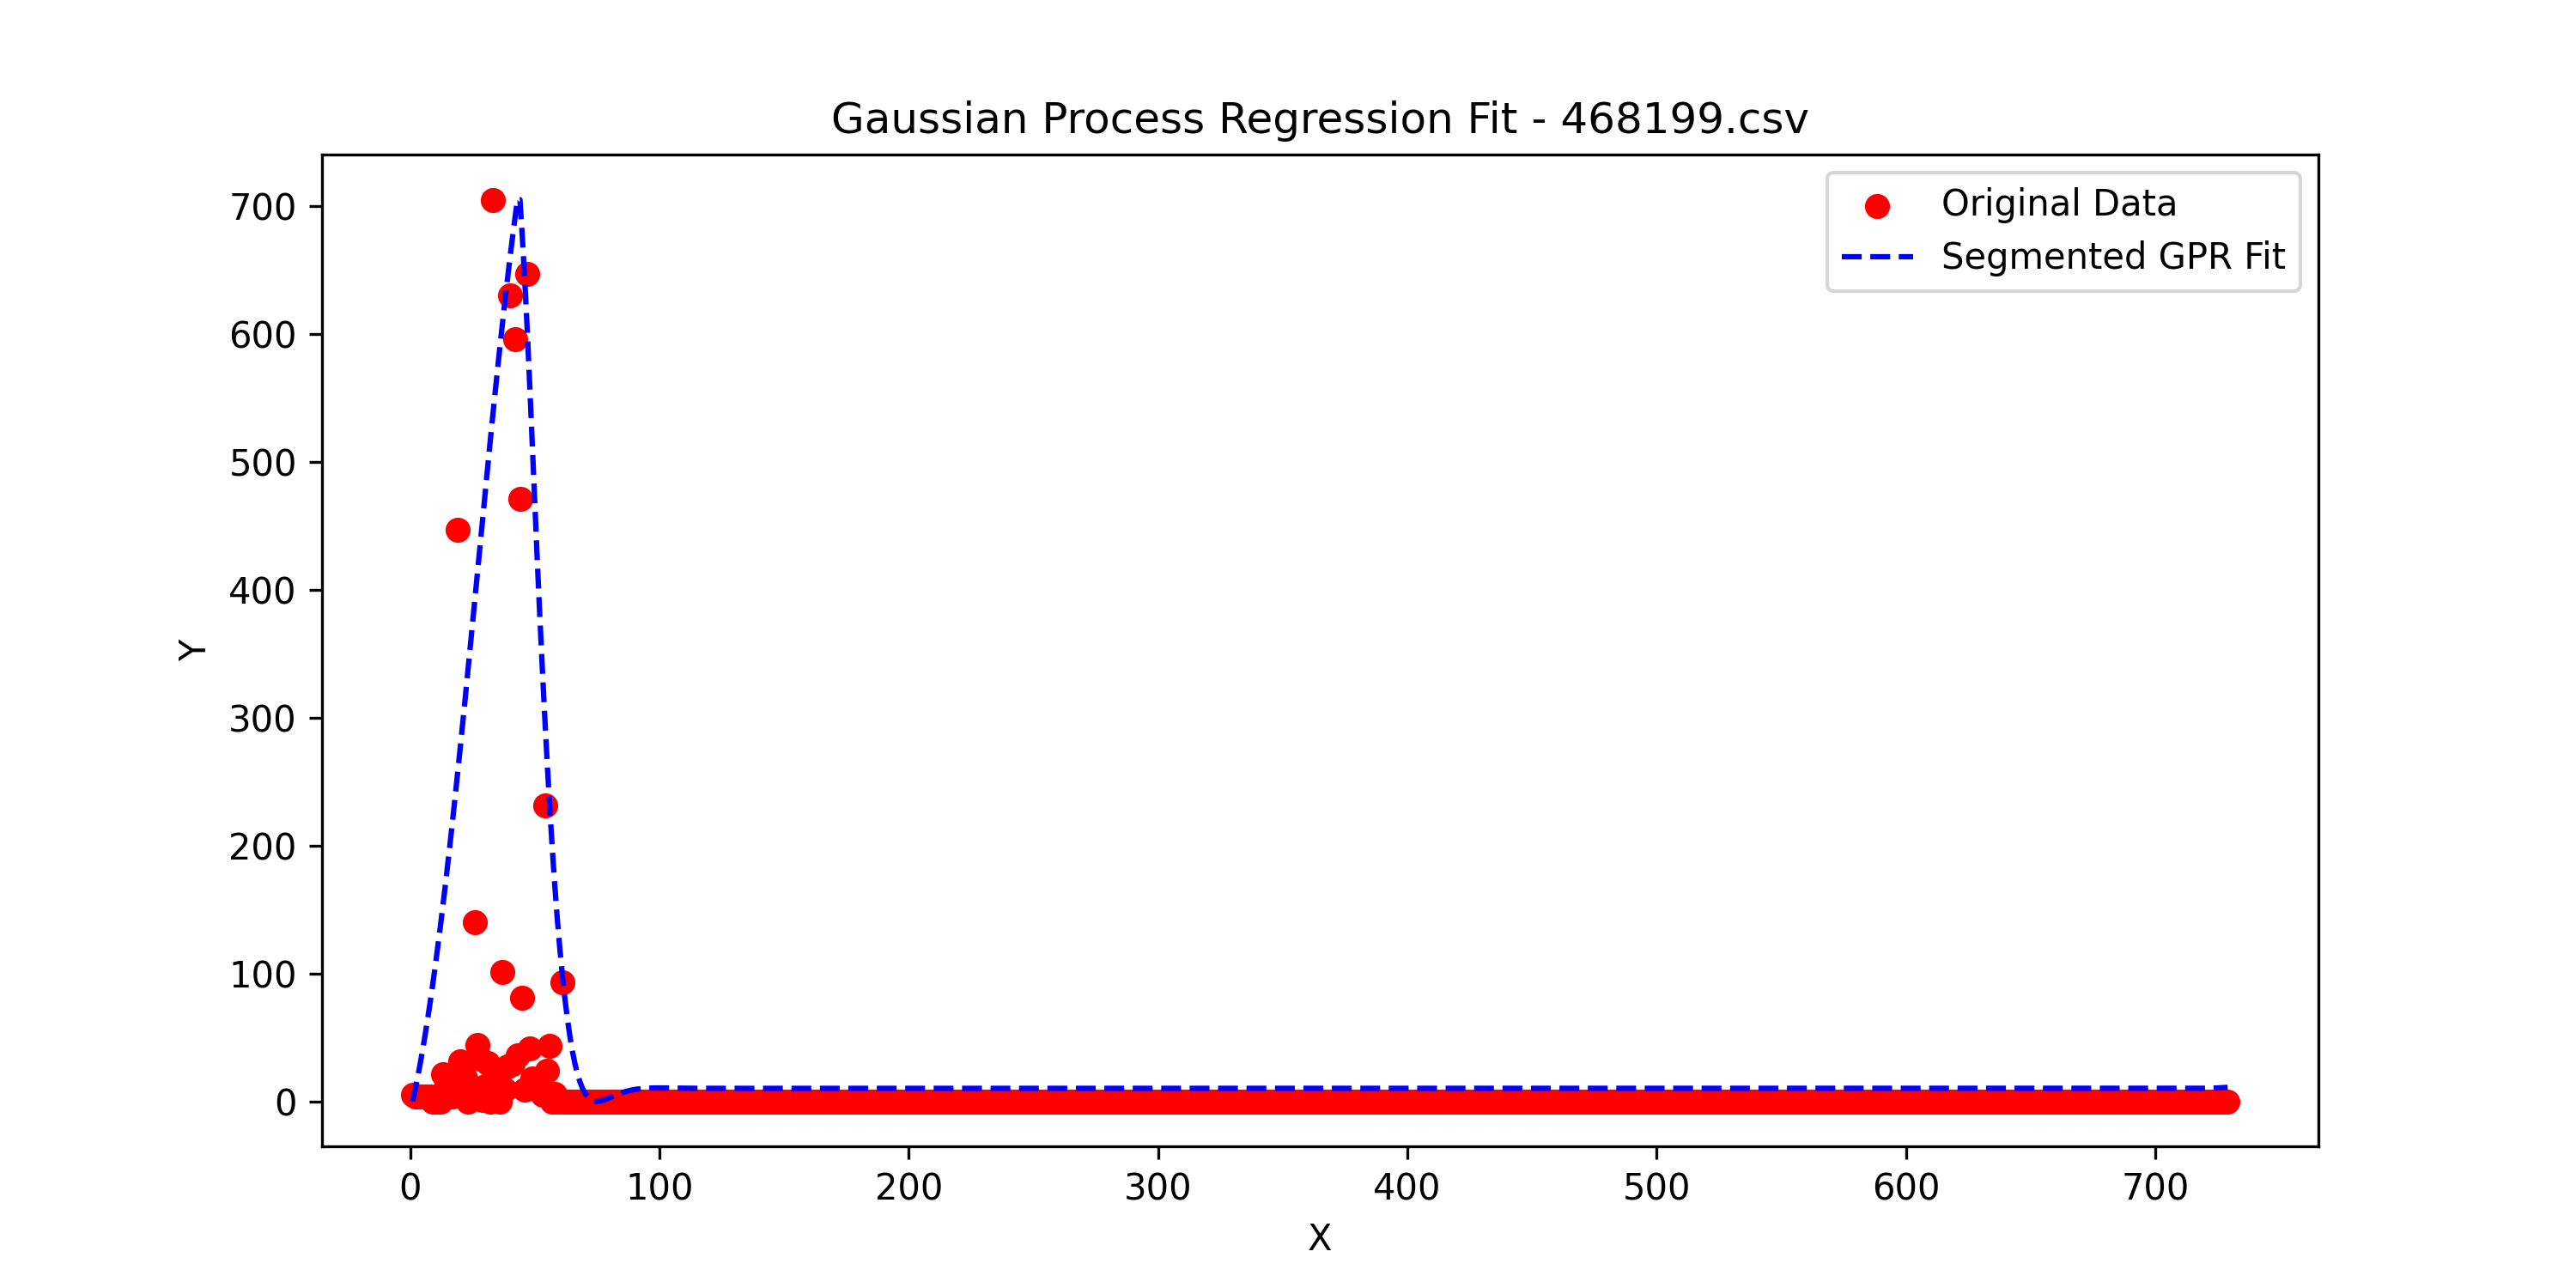 Gaussian Process Regression Fit - 468199.csv
Original Data
Segmented GPR Fit
700
600
500
400
300
200
100
0
Y
0 100 200 300 400 500 600 700
X